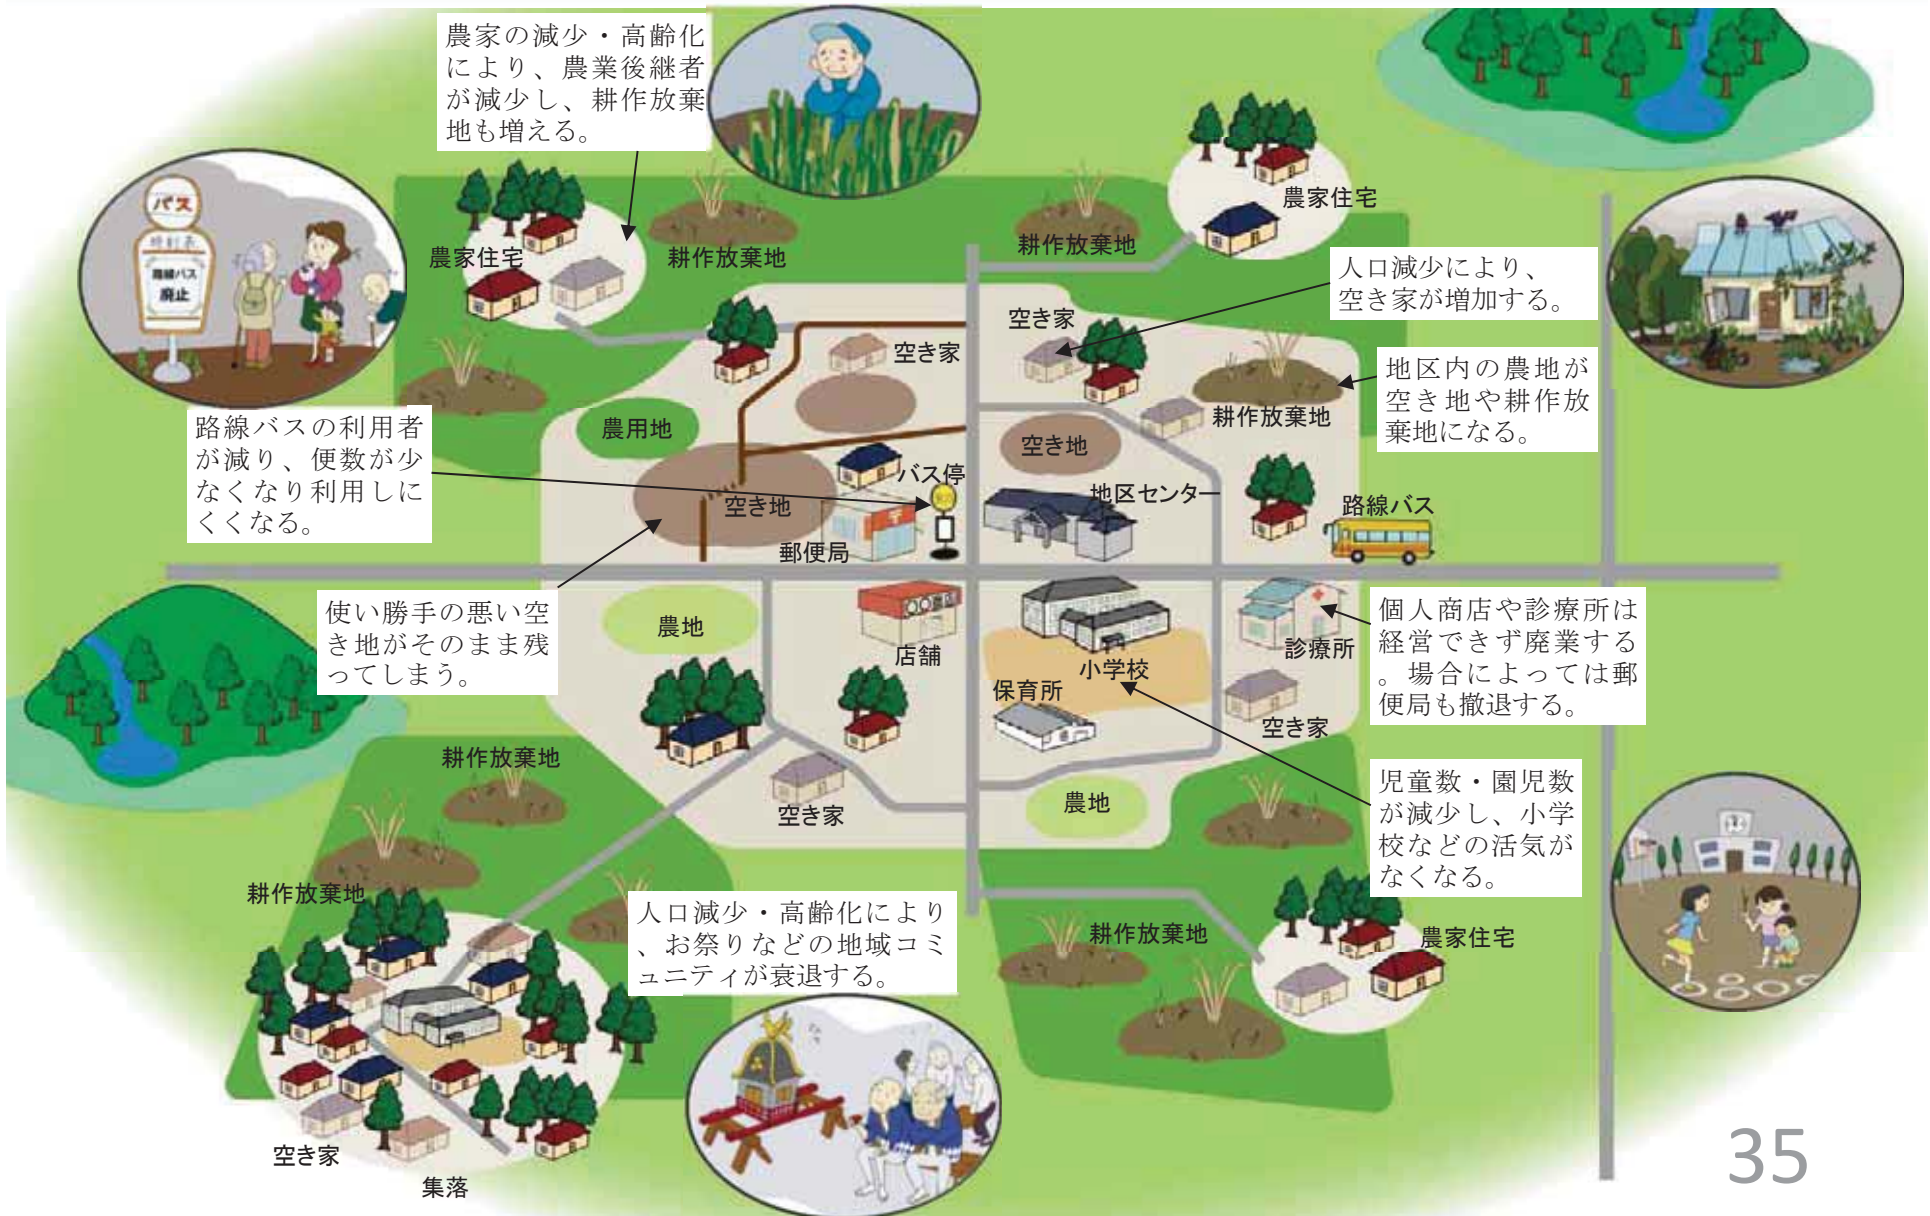 農家の減少・高齢化
により、農業後継者
が減少し、耕作放棄
地も増える。
バス
時刻表
路線バス
廃止
農家住宅
耕作放棄地
耕作放棄地
農家住宅
人口減少により、
空き家が増加する。
空き家
空き家
地区内の農地が
空き地や耕作放
棄地になる。
耕作放棄地
路線バスの利用者
が減り、便数が少
なくなり利用しに
くくなる。
農用地
空き地
バス停
空き地
地区センター
路線バス
郵便局
使い勝手の悪い空
き地がそのまま残
ってしまう。
農地
店舗
小学校
保育所
診療所
個人商店や診療所は
経営できず廃業する
。場合によっては郵
便局も撤退する。
空き家
耕作放棄地
空き家
農地
児童数・園児数
が減少し、小学
校などの活気が
なくなる。
耕作放棄地
人口減少・高齢化により
、お祭りなどの地域コミ
ュニティが衰退する。
耕作放棄地
農家住宅
空き家
集落
35